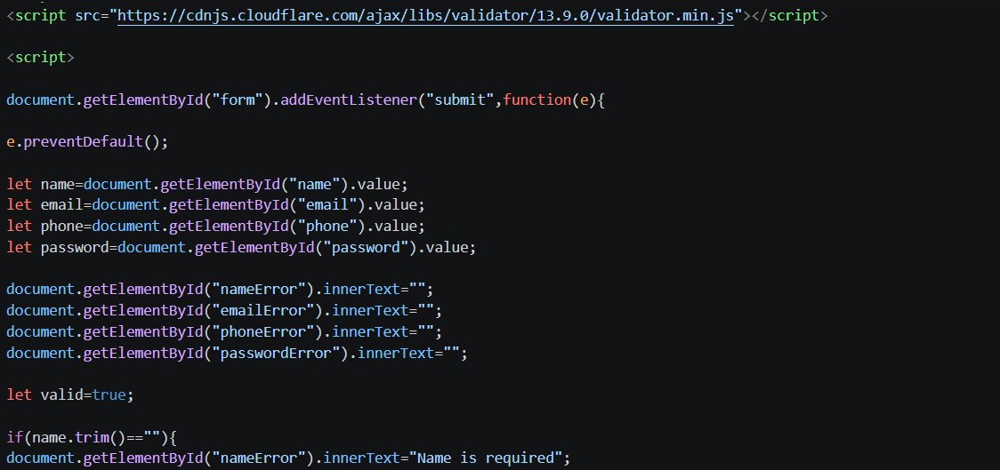 <script src="https://cdnjs.cloudflare.com/ajax/libs/validator/13.9.0/validator.min.js"></script>
<script>
document.getElementById("form").addEventListener("submit",function(e){
e.preventDefault();
let name=document.getElementById("name").value;
let email=document.getElementById("email").value;
let phone=document.getElementById("phone").value;
let password=document.getElementById("password").value;
document.getElementById("nameError").innerText="";
document.getElementById("emailError").innerText="";
document.getElementById("phoneError").innerText="";
document.getElementById("passwordError").innerText="";
let valid=true;
if(name.trim()==""){
document.getElementById("nameError").innerText="Name is required";